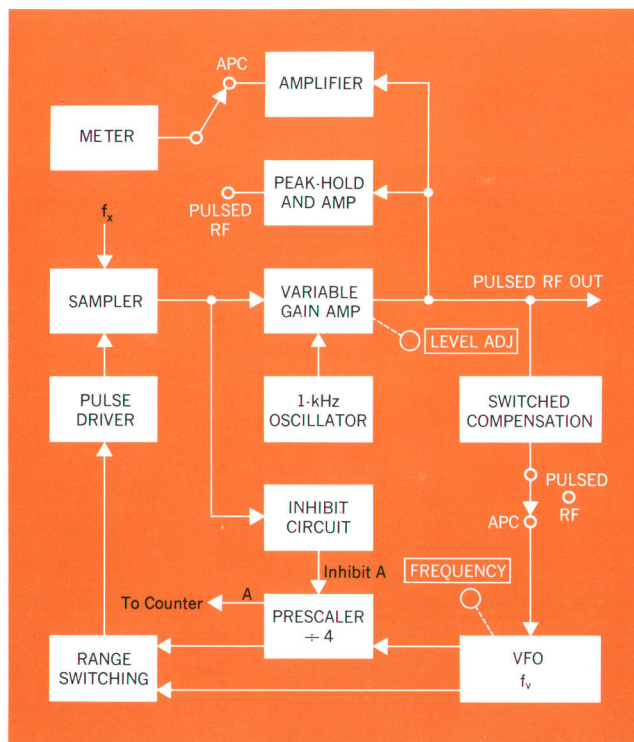 APC
AMPLIFIER
METER
PEAK-HOLD
AND AMP
PULSED
RF
f_x
SAMPLER
VARIABLE
GAIN AMP
PULSED RF OUT
LEVEL ADJ
PULSE
DRIVER
1-kHz
OSCILLATOR
SWITCHED
COMPENSATION
INHIBIT
CIRCUIT
PULSED
RF
APC
Inhibit A
FREQUENCY
To Counter
A
PRESCALER
÷ 4
RANGE
SWITCHING
VFO
f_v